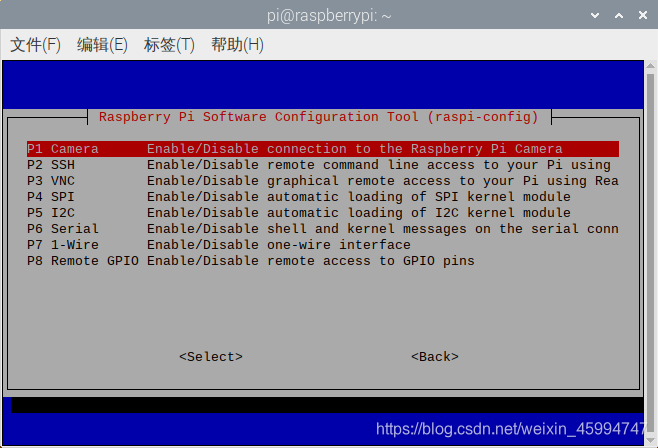 pi@raspberrypi: ~
文件(F) 编辑(E) 标签(T) 帮助(H)
Raspberry Pi Software Configuration Tool (raspi-config)
P1 Camera Enable/Disable connection to the Raspberry Pi Camera
P2 SSH Enable/Disable remote command line access to your Pi using
P3 VNC Enable/Disable graphical remote access to your Pi using Rea
P4 SPI Enable/Disable automatic loading of SPI kernel module
P5 I2C Enable/Disable automatic loading of I2C kernel module
P6 Serial Enable/Disable shell and kernel messages on the serial conn
P7 1-Wire Enable/Disable one-wire interface
P8 Remote GPIO Enable/Disable remote access to GPIO pins
<Select> <Back>
https://blog.csdn.net/weixin_45994747